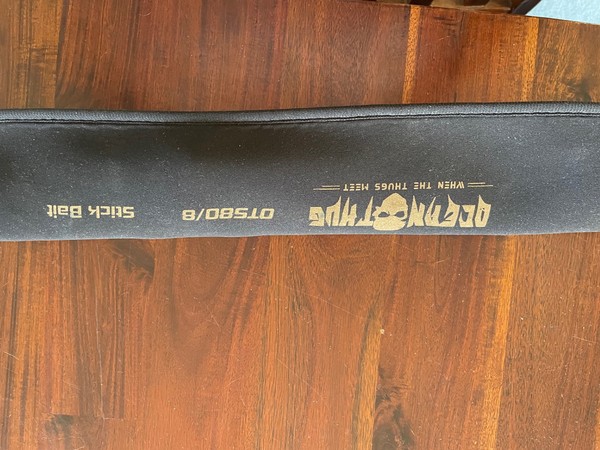 OCEAN THUG
WHEN THE THUGS MEET
OTS80/8
Stick Bait